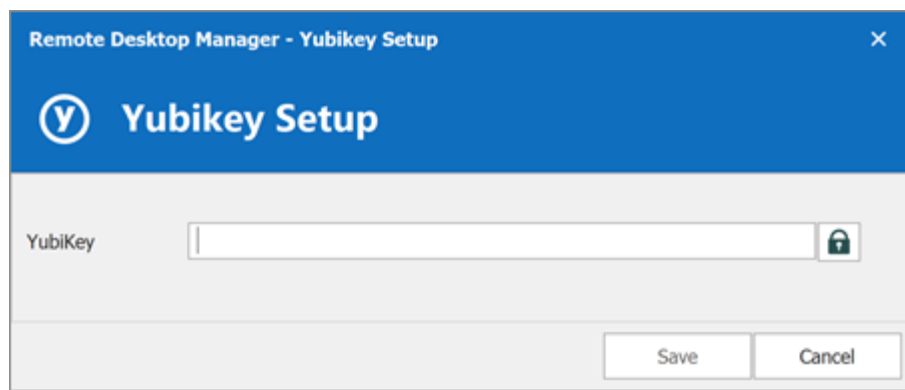 Remote Desktop Manager - Yubikey Setup
y Yubikey Setup
YubiKey
Save Cancel